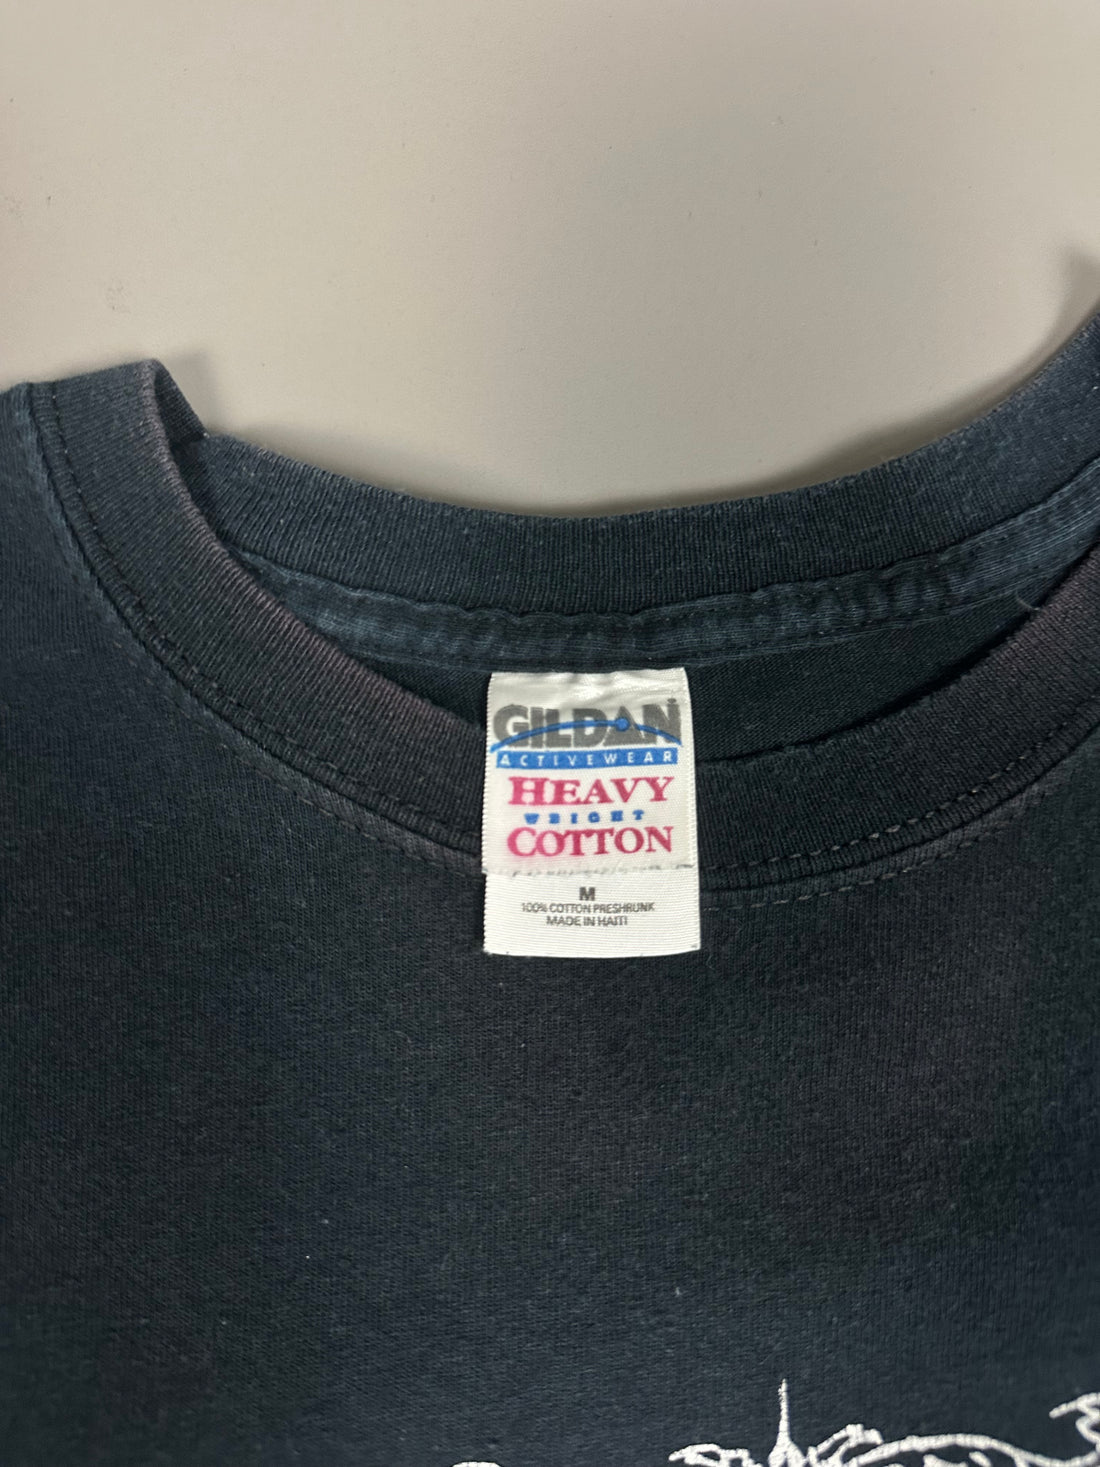 GILDAN
ACTIVEWEAR
HEAVY
WEIGHT
COTTON
M
100% COTTON PRESHRUNK
MADE IN HAITI